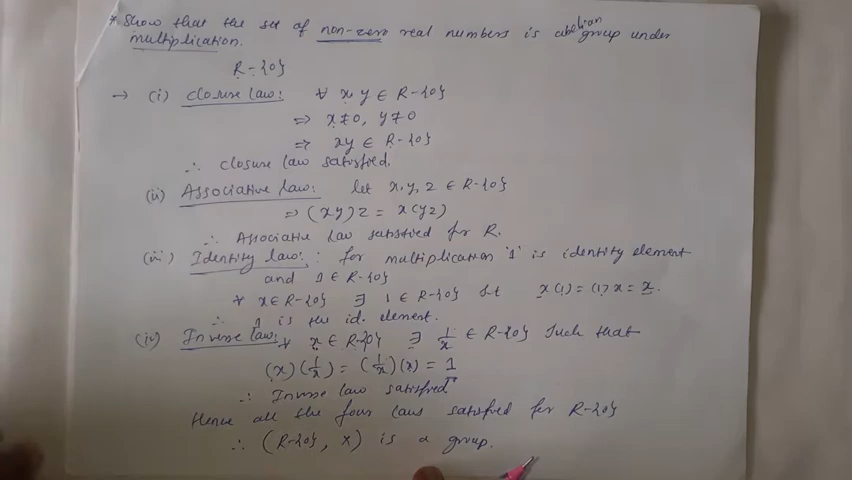 * Show that the set of non-zero real numbers is abelian group under
multiplication.
R-{0}
→ (i) closure law: ∀ x, y ∈ R-{0}
⇒ x≠0, y≠0
⇒ xy ∈ R-{0}
∴ closure law satisfied.
(ii) Associative law: let x, y, z ∈ R-{0}
⇒ (xy)z = x(yz)
∴ Associative law satisfied for R.
(iii) Identity law: for multiplication '1' is identity element
and 1 ∈ R-{0}
∀ x ∈ R-{0} ∃ 1 ∈ R-{0} s.t x(1) = (1)x = x.
∴ 1 is the id. element.
(iv) Inverse law: ∀ x ∈ R-{0} ∃ 1/x ∈ R-{0} such that
(x)(1/x) = (1/x)(x) = 1
∴ Inverse law satisfied
Hence all the four laws satisfied for R-{0}
∴ (R-{0}, x) is a group.